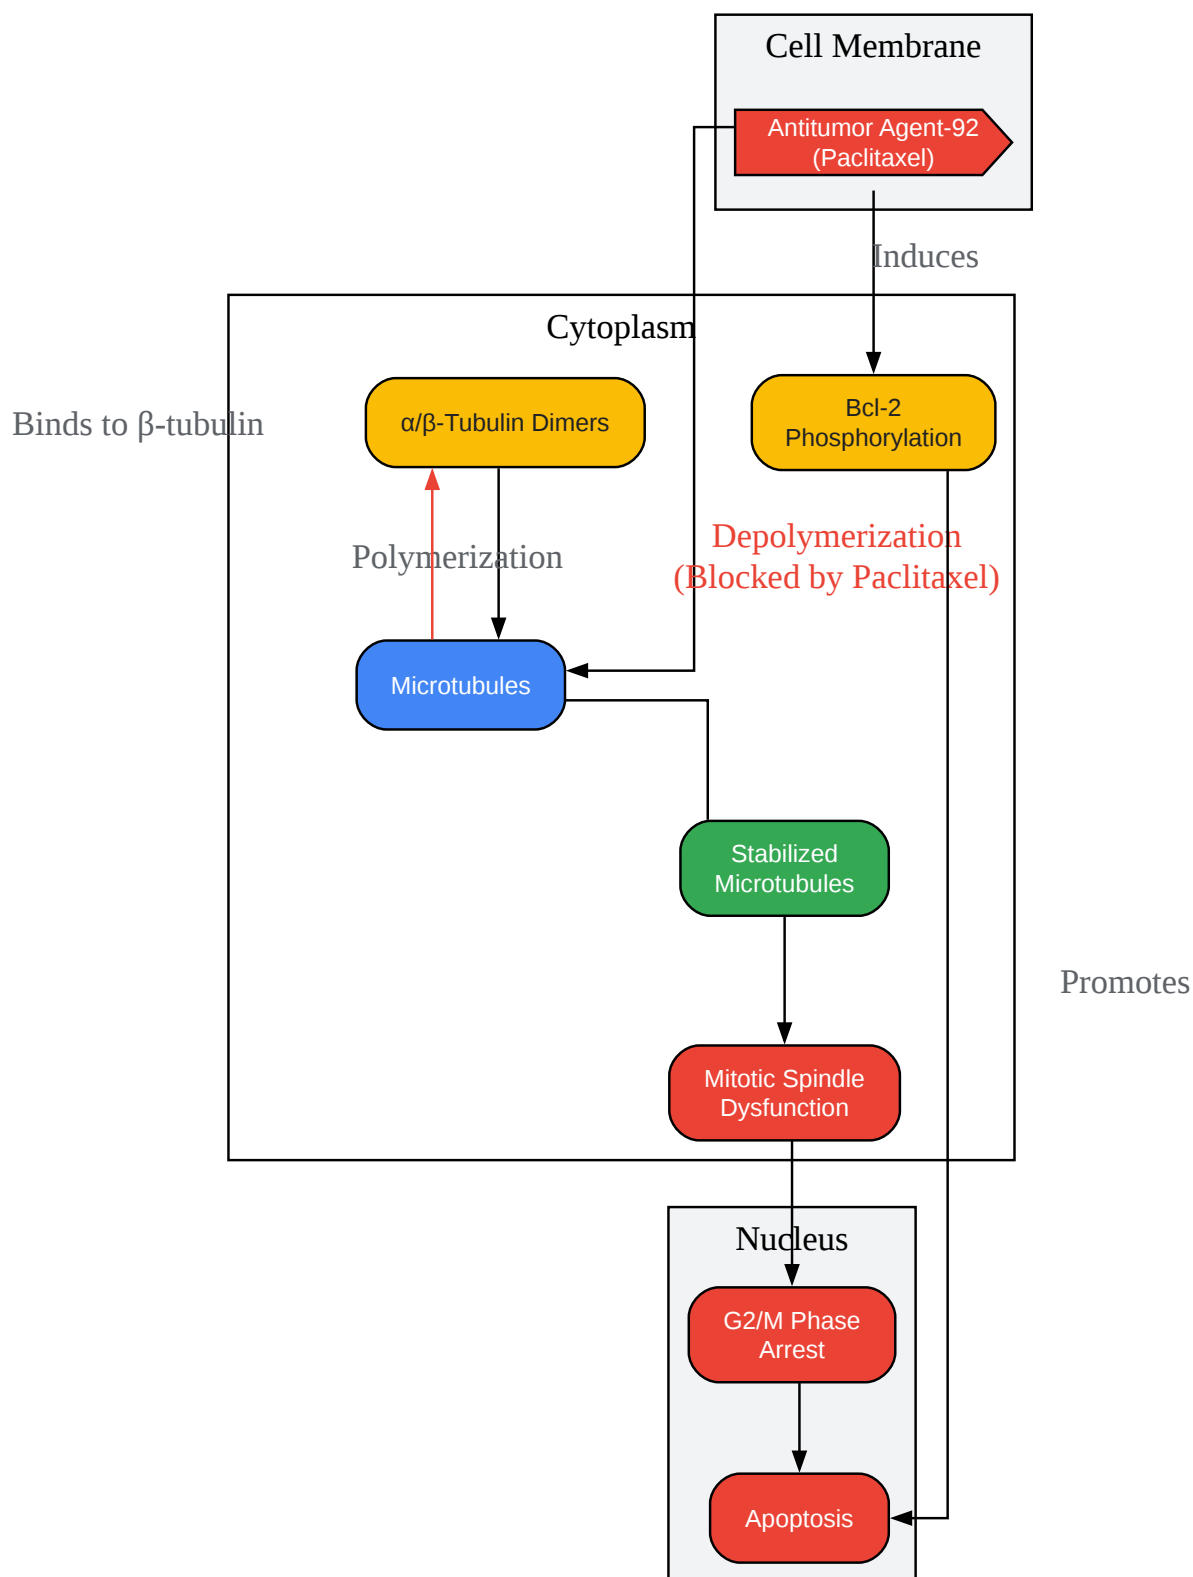 Cell Membrane
Antitumor Agent-92
(Paclitaxel)
Induces
Cytoplasm
Binds to β-tubulin
α/β-Tubulin Dimers
Bcl-2
Phosphorylation
Polymerization
Depolymerization
(Blocked by Paclitaxel)
Microtubules
Stabilized
Microtubules
Promotes
Mitotic Spindle
Dysfunction
Nucleus
G2/M Phase
Arrest
Apoptosis